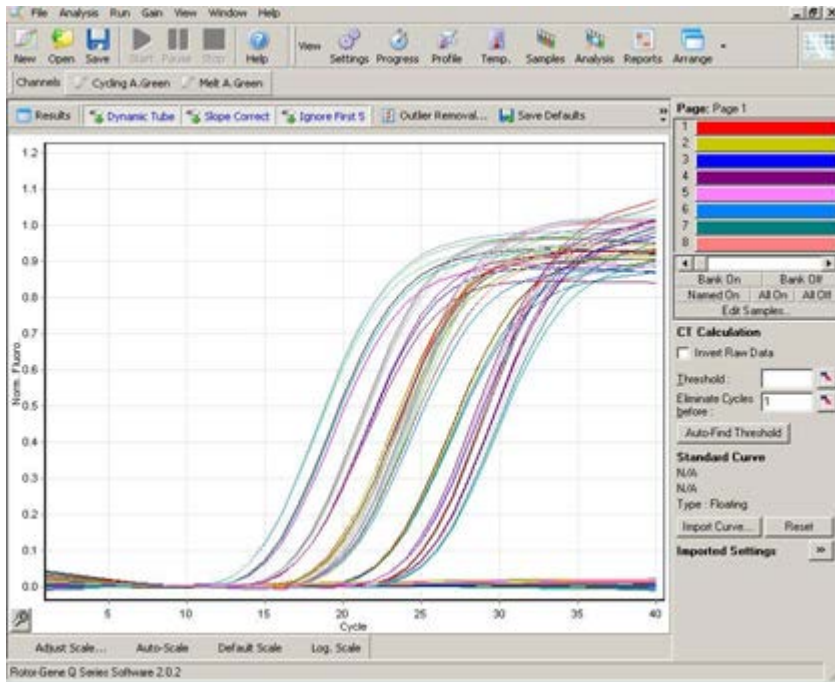 File Analysis Run Gain View Window Help
New Open Save Start Pause Stop Help View Settings Progress Profile Temp. Samples Analysis Reports Arrange
Channels Cycling A.Green Melt A.Green
Results Dynamic Tube Slope Correct Ignore First 5 Outlier Removal... Save Defaults
Page: Page 1
1
2
3
4
5
6
7
8
Bank On Bank Off
Named On All On All Off
Edit Samples...
CT Calculation
Invert Raw Data
Threshold :
Eliminate Cycles before : 1
Auto-Find Threshold
Standard Curve
N/A
N/A
Type : Floating
Import Curve... Reset
Imported Settings
1.2
1.1
1.0
0.9
0.8
0.7
0.6
0.5
0.4
0.3
0.2
0.1
0.0
Norm. Fluoro
5 10 15 20 25 30 35 40
Cycle
Adjust Scale... Auto-Scale Default Scale Log. Scale
Rotor-Gene Q Series Software 2.0.2